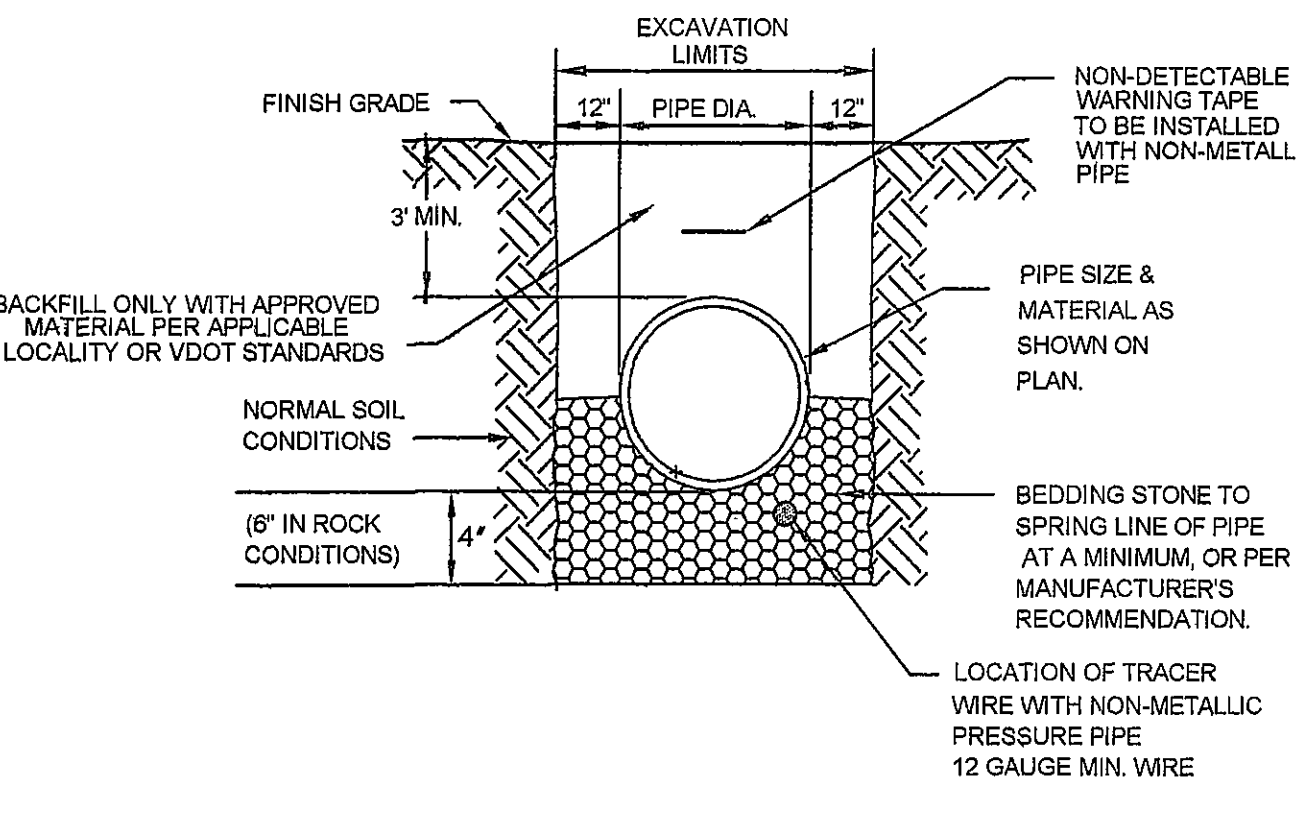 EXCAVATION
LIMITS
FINISH GRADE
12" PIPE DIA. 12"
NON-DETECTABLE
WARNING TAPE
TO BE INSTALLED
WITH NON-METALL
PIPE
3' MIN.
BACKFILL ONLY WITH APPROVED
MATERIAL PER APPLICABLE
LOCALITY OR VDOT STANDARDS
PIPE SIZE &
MATERIAL AS
SHOWN ON
PLAN.
NORMAL SOIL
CONDITIONS
(6" IN ROCK
CONDITIONS)
4"
BEDDING STONE TO
SPRING LINE OF PIPE
AT A MINIMUM, OR PER
MANUFACTURER'S
RECOMMENDATION.
LOCATION OF TRACER
WIRE WITH NON-METALLIC
PRESSURE PIPE
12 GAUGE MIN. WIRE